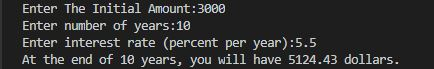 Enter The Initial Amount:3000
Enter number of years:10
Enter interest rate (percent per year):5.5
At the end of 10 years, you will have 5124.43 dollars.